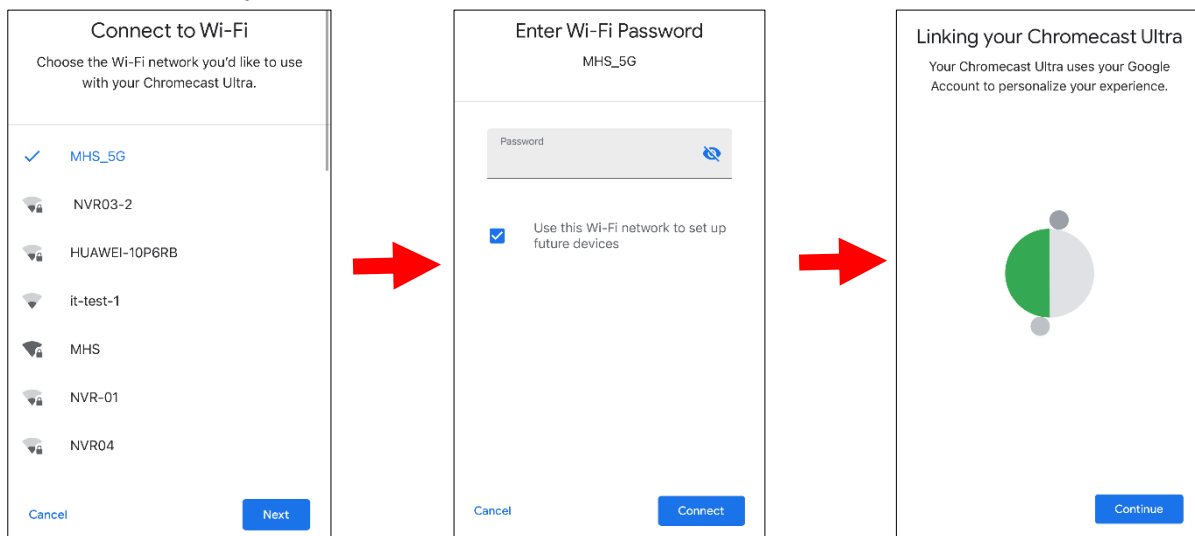 Connect to Wi-Fi
Choose the Wi-Fi network you'd like to use
with your Chromecast Ultra.
MHS_5G
NVR03-2
HUAWEI-10P6RB
it-test-1
MHS
NVR-01
NVR04
Cancel
Next
Enter Wi-Fi Password
MHS_5G
Password
Use this Wi-Fi network to set up
future devices
Cancel
Connect
Linking your Chromecast Ultra
Your Chromecast Ultra uses your Google
Account to personalize your experience.
Continue